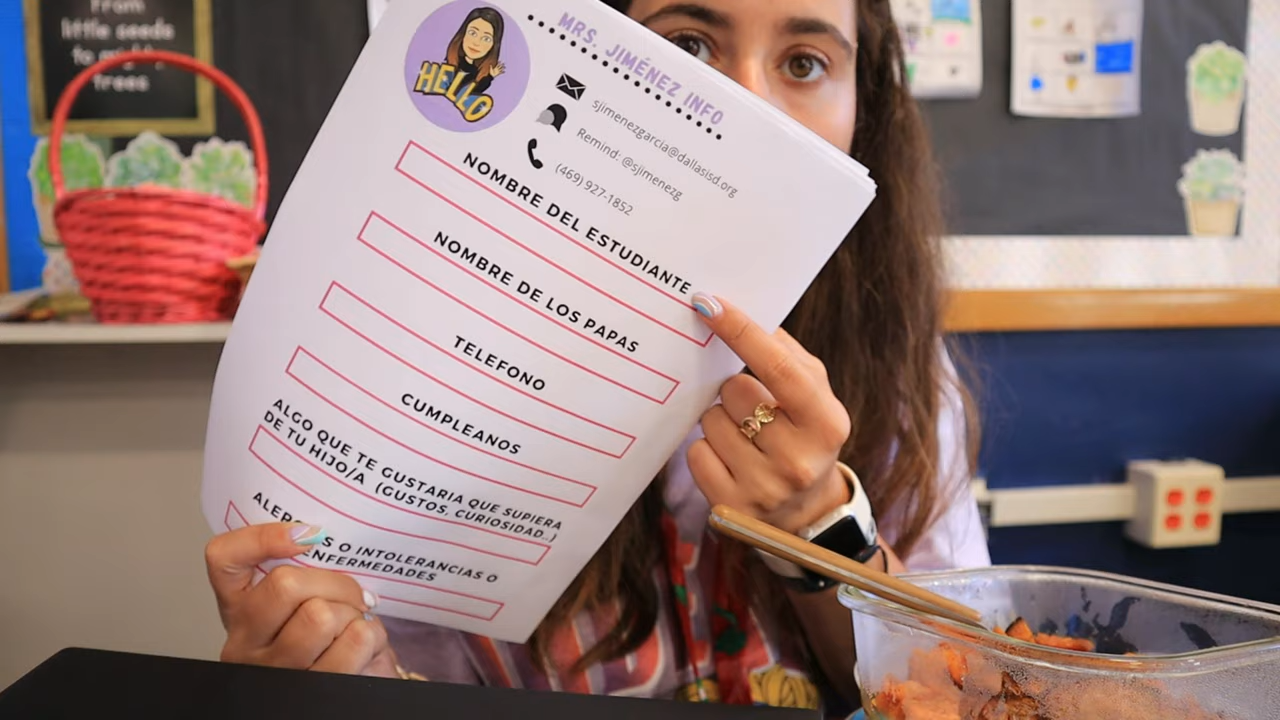 From
little seeds
to mighty
trees
HELLO
MRS. JIMÉNEZ INFO
sjimenezgarcia@dallasisd.org
Remind: @sjimenezg
(469) 927-1852
NOMBRE DEL ESTUDIANTE
NOMBRE DE LOS PAPAS
TELEFONO
CUMPLEANOS
ALGO QUE TE GUSTARIA QUE SUPIERA
DE TU HIJO/A (GUSTOS, CURIOSIDAD..)
O INTOLERANCIAS O
ENFERMEDADES